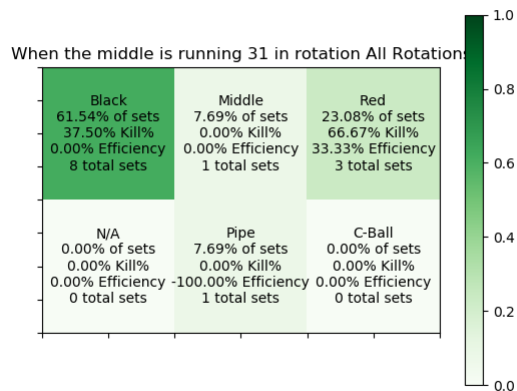 When the middle is running 31 in rotation All Rotations
Black
61.54% of sets
37.50% Kill%
0.00% Efficiency
8 total sets
Middle
7.69% of sets
0.00% Kill%
0.00% Efficiency
1 total sets
Red
23.08% of sets
66.67% Kill%
33.33% Efficiency
3 total sets
N/A
0.00% of sets
0.00% Kill%
0.00% Efficiency
0 total sets
Pipe
7.69% of sets
0.00% Kill%
-100.00% Efficiency
1 total sets
C-Ball
0.00% of sets
0.00% Kill%
0.00% Efficiency
0 total sets
1.0
0.8
0.6
0.4
0.2
0.0